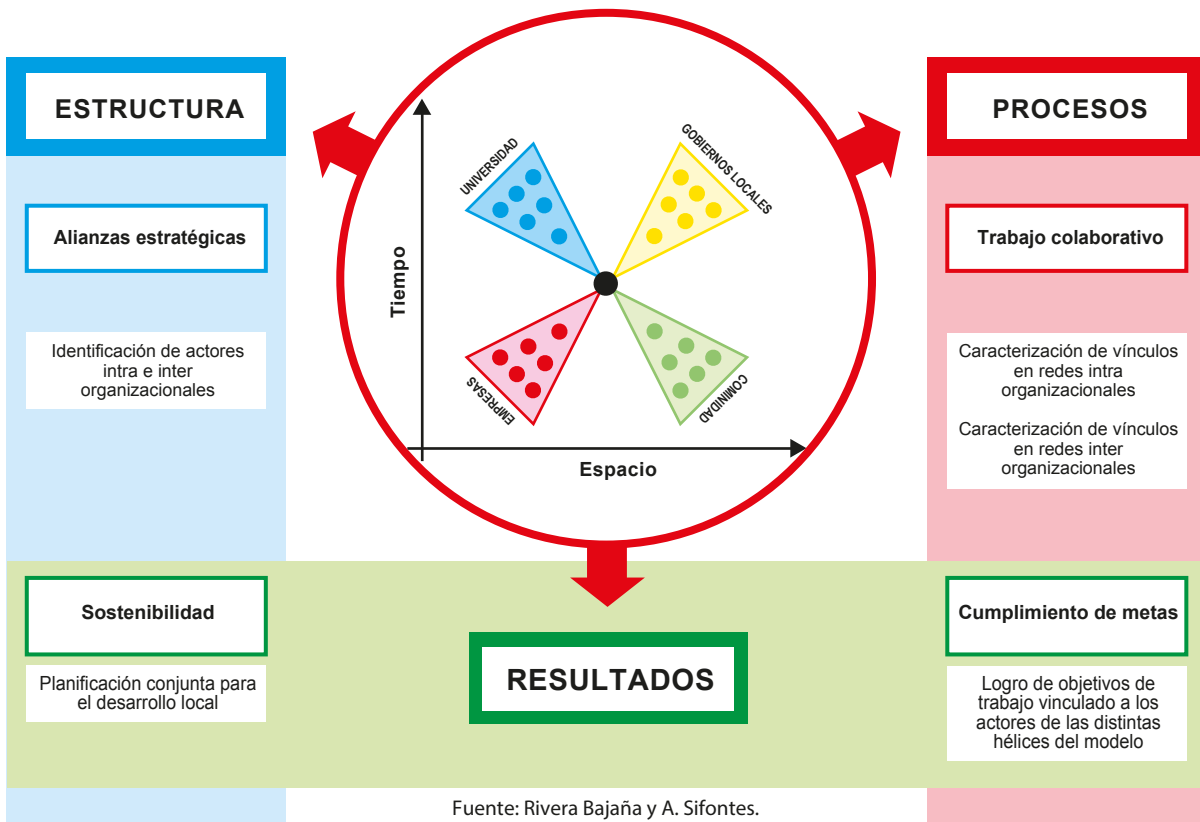 ESTRUCTURA
Alianzas estratégicas
Identificación de actores
intra e inter
organizacionales
Tiempo
Espacio
UNIVERSIDAD
GOBIERNOS LOCALES
EMPRESAS
COMINIDAD
PROCESOS
Trabajo colaborativo
Caracterización de vínculos
en redes intra
organizacionales
Caracterización de vínculos
en redes inter
organizacionales
Sostenibilidad
Planificación conjunta para
el desarrollo local
RESULTADOS
Cumplimiento de metas
Logro de objetivos de
trabajo vinculado a los
actores de las distintas
hélices del modelo
Fuente: Rivera Bajaña y A. Sifontes.